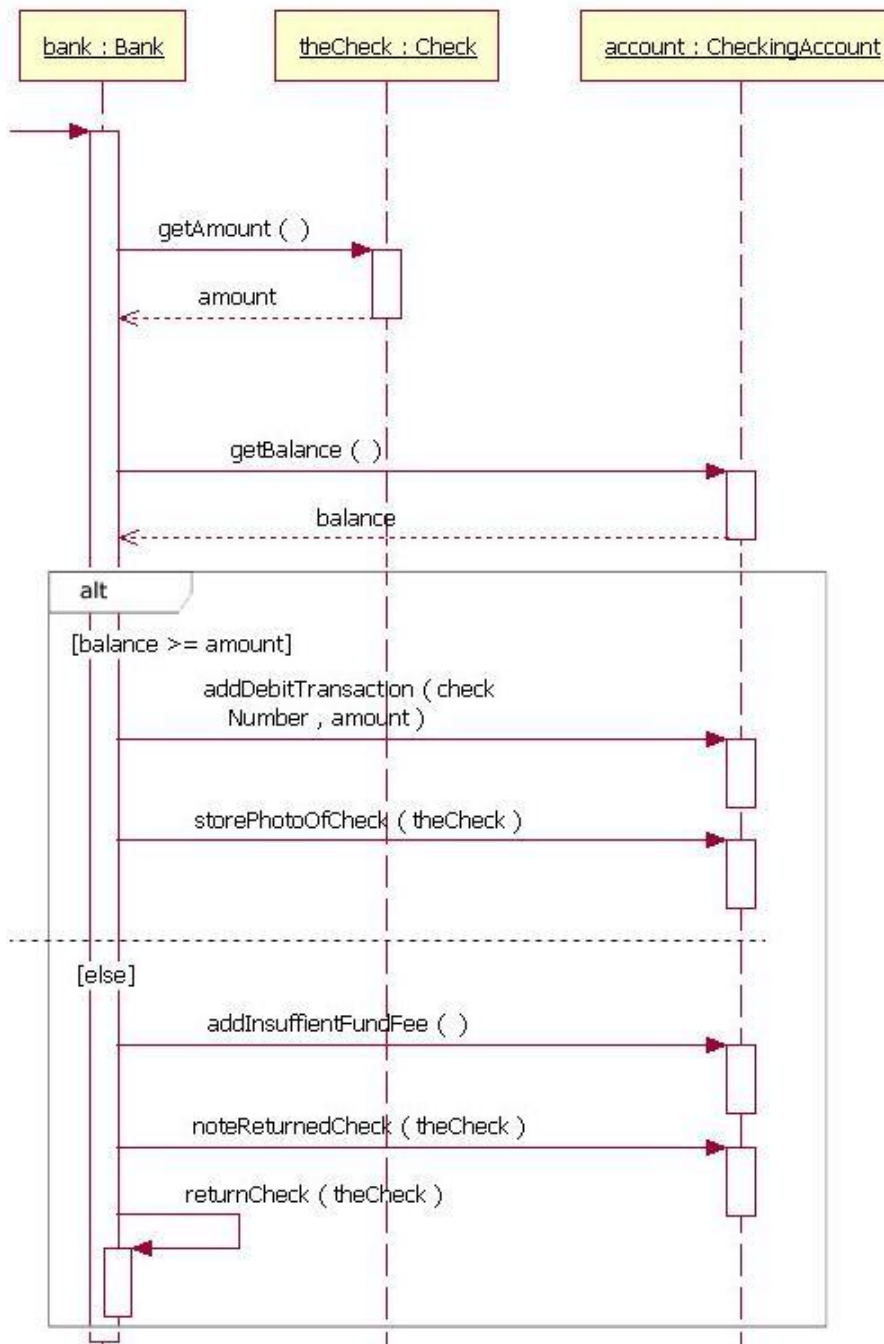 bank : Bank
theCheck : Check
account : CheckingAccount
getAmount ( )
amount
getBalance ( )
balance
alt
[balance >= amount]
addDebitTransaction ( check
Number , amount )
storePhotoOfCheck ( theCheck )
[else]
addInsuffientFundFee ( )
noteReturnedCheck ( theCheck )
returnCheck ( theCheck )